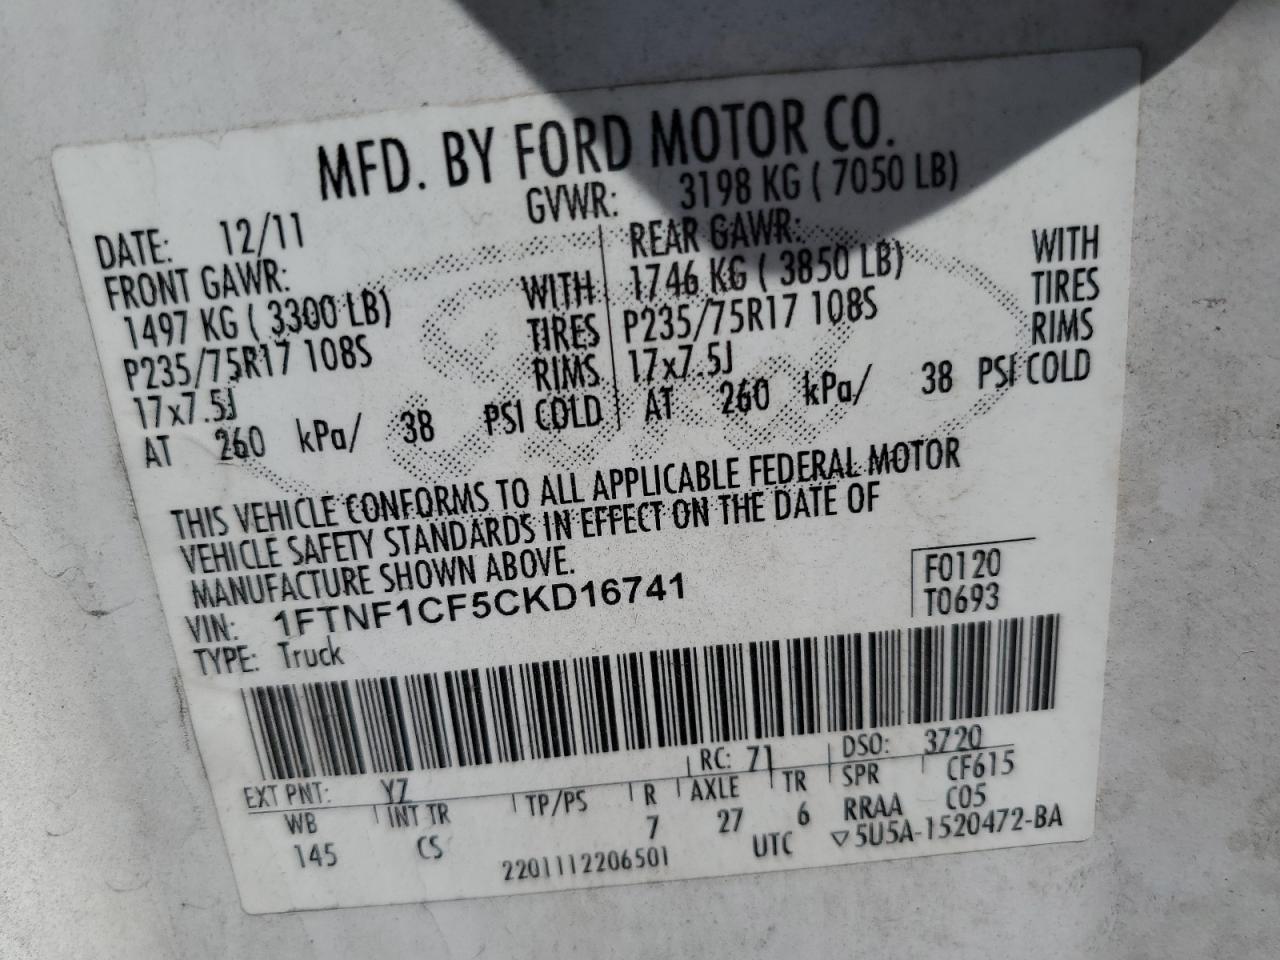 MFD. BY FORD MOTOR CO.
DATE: 12/11 GVWR: 3198 KG ( 7050 LB)
FRONT GAWR: REAR GAWR:
1497 KG ( 3300 LB) WITH 1746 KG ( 3850 LB) WITH
P235/75R17 108S TIRES P235/75R17 108S TIRES
17x7.5J RIMS 17x7.5J RIMS
AT 260 kPa/ 38 PSI COLD AT 260 kPa/ 38 PSI COLD
THIS VEHICLE CONFORMS TO ALL APPLICABLE FEDERAL MOTOR
VEHICLE SAFETY STANDARDS IN EFFECT ON THE DATE OF
MANUFACTURE SHOWN ABOVE.
VIN: 1FTNF1CF5CKD16741 F0120
TYPE: Truck T0693
EXT PNT: YZ RC: 71 DSO: 3720
WB INT TR TP/PS R AXLE TR SPR CF615
145 CS 7 27 6 RRAA C05
2201112206501 UTC ▽5U5A-1520472-BA